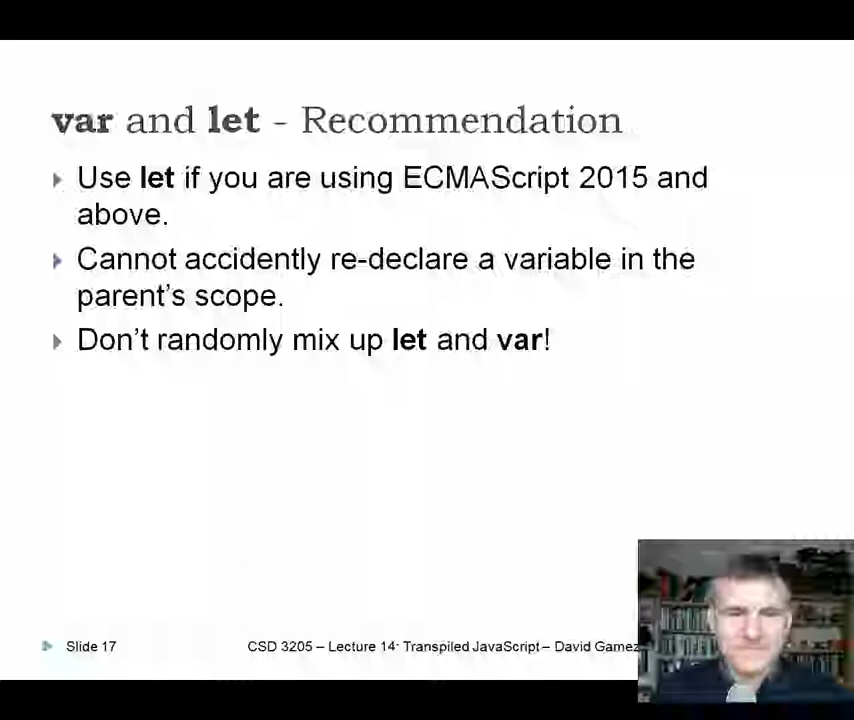 var and let - Recommendation
Use let if you are using ECMAScript 2015 and
above.
Cannot accidently re-declare a variable in the
parent's scope.
Don't randomly mix up let and var!
Slide 17
CSD 3205 – Lecture 14: Transpiled JavaScript – David Gamez